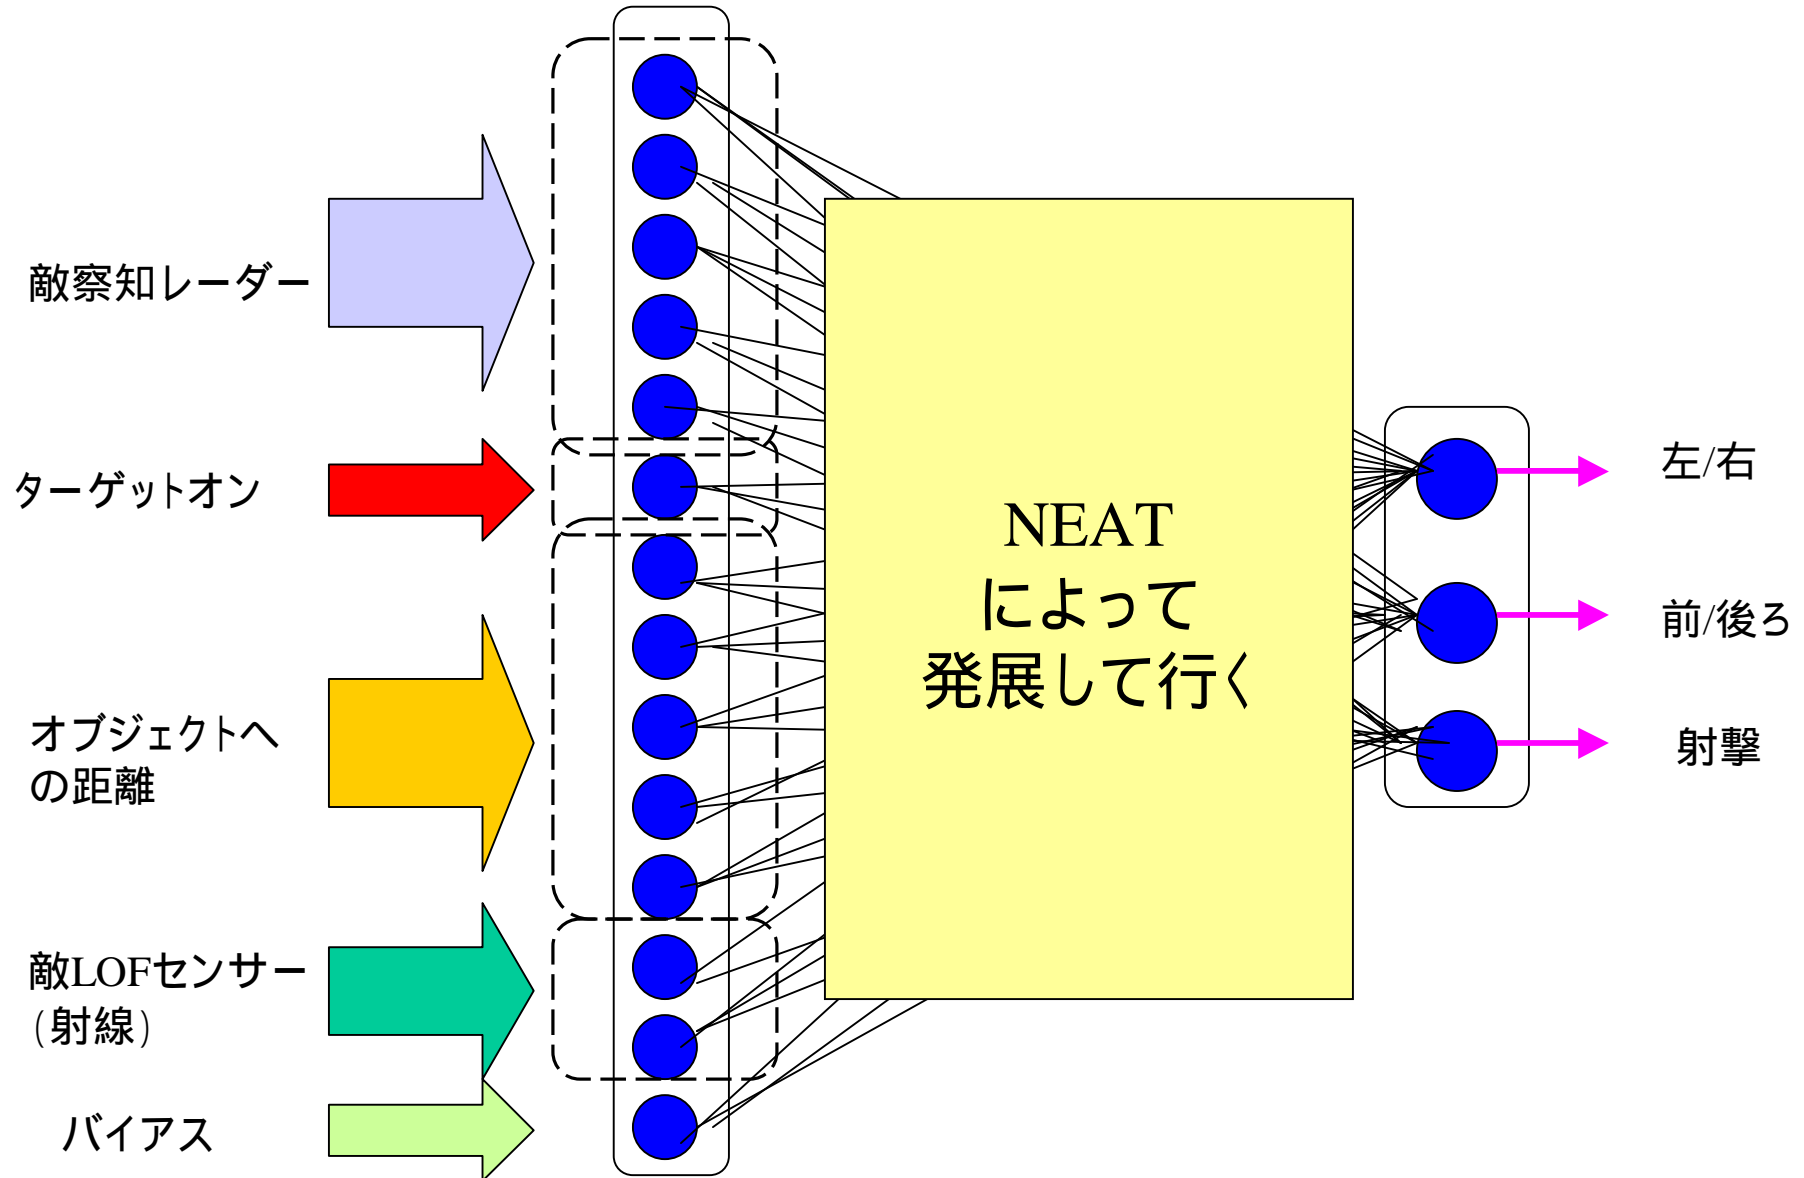 敵察知レーダー
ターゲットオン
オブジェクトへ
の距離
敵LOFセンサー
(射線)
バイアス
NEAT
によって
発展して行く
左/右
前/後ろ
射撃